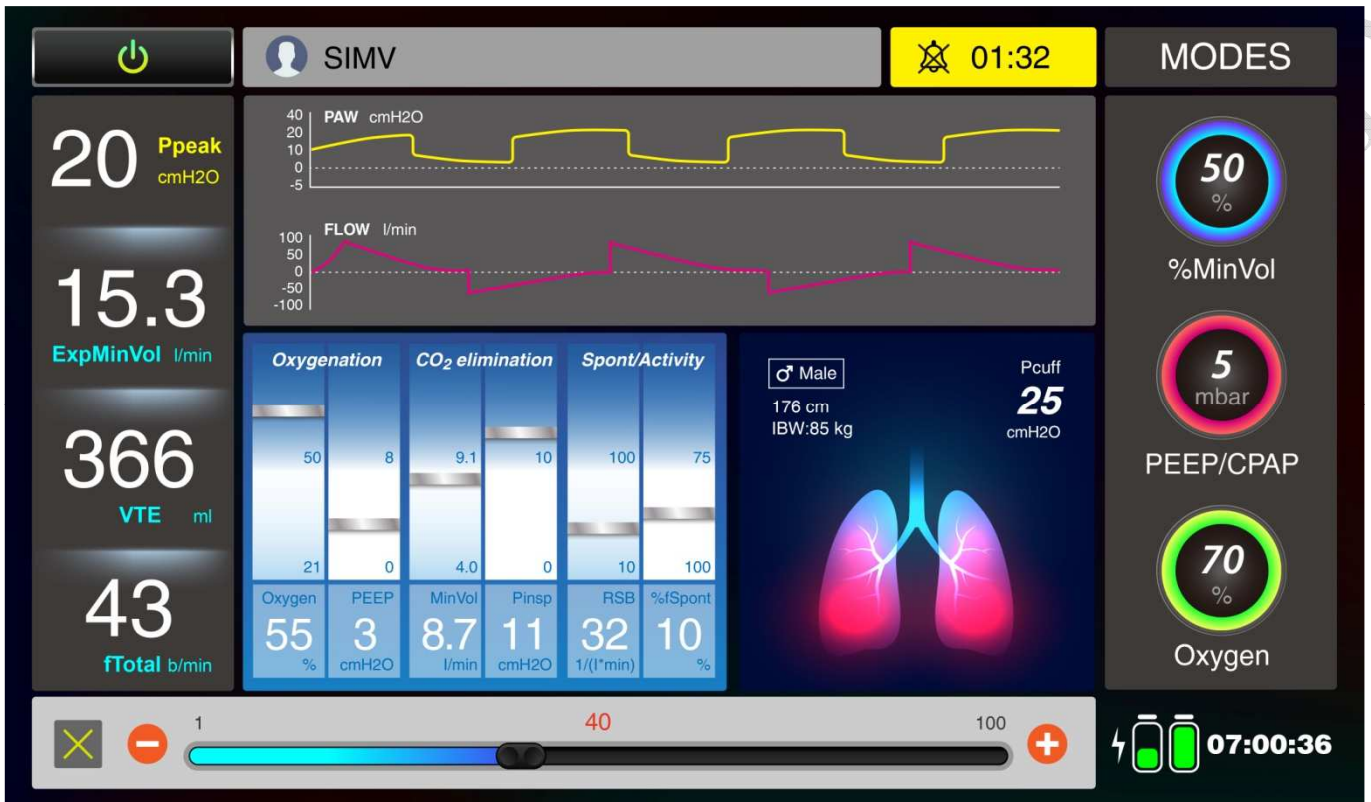 SIMV
01:32
MODES
20 Ppeak
cmH2O
15.3
ExpMinVol l/min
366
VTE ml
43
fTotal b/min
PAW cmH2O
40
20
10
0
-5
FLOW l/min
100
50
0
-50
-100
Oxygenation CO2 elimination Spont/Activity
50 8 9.1 10 100 75
21 0 4.0 0 10 100
Oxygen PEEP MinVol Pinsp RSB %fSpont
55 3 8.7 11 32 10
% cmH2O l/min cmH2O 1/(l*min) %
♂ Male
176 cm
IBW:85 kg
Pcuff
25
cmH2O
50
%
%MinVol
5
mbar
PEEP/CPAP
70
%
Oxygen
1 40 100
07:00:36